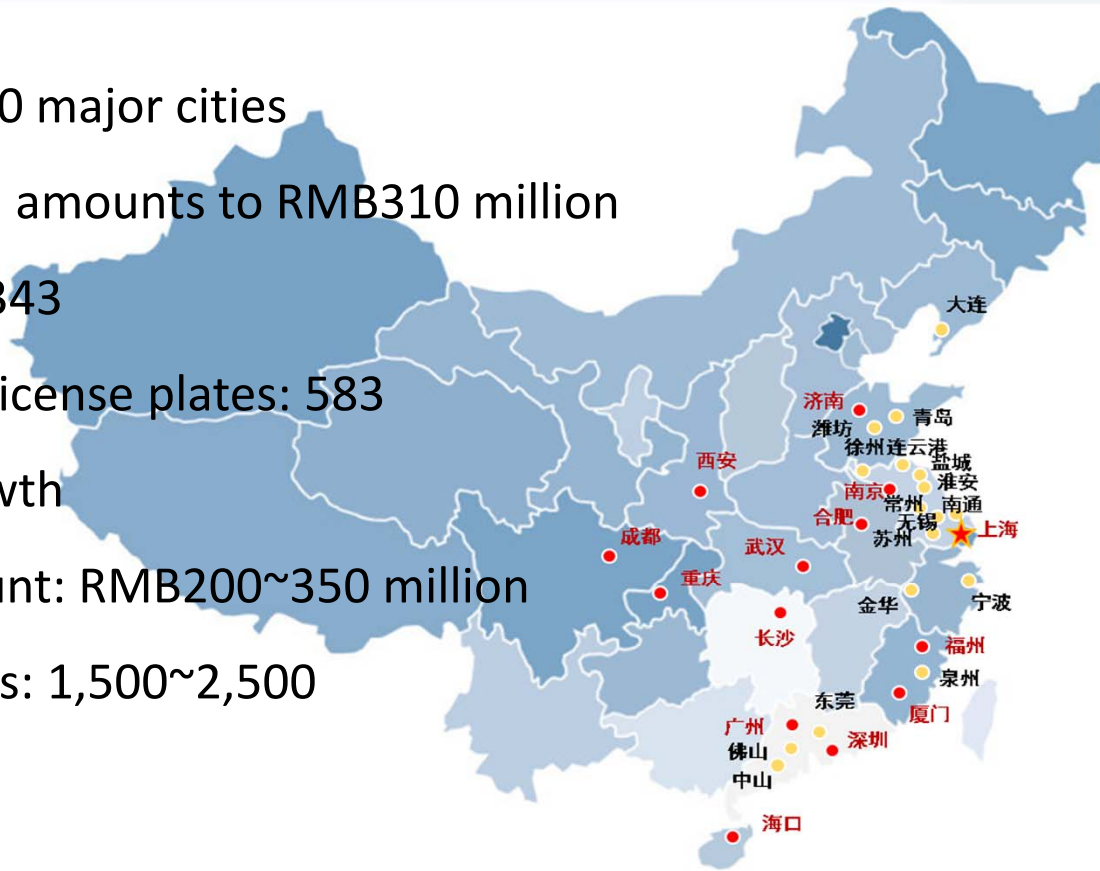 0 major cities
amounts to RMB310 million
343
icense plates: 583
wth
unt: RMB200~350 million
s: 1,500~2,500
大连
济南
青岛
潍坊
徐州 连云港
盐城
西安
淮安
南京
常州
南通
合肥
无锡
上海
苏州
成都
武汉
重庆
金华
宁波
长沙
福州
泉州
东莞
厦门
广州
深圳
佛山
中山
海口